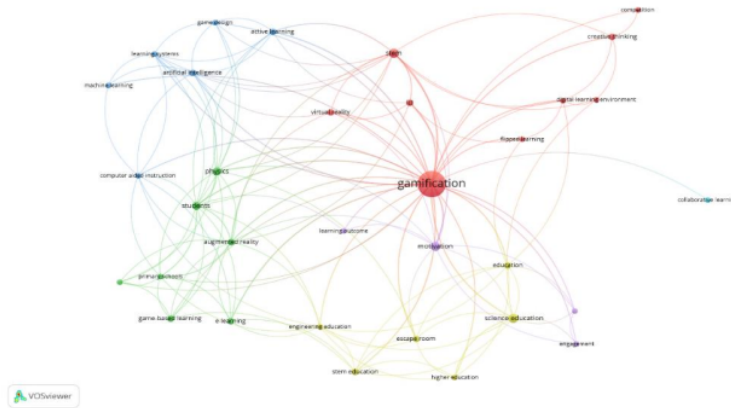 competition
game design
active learning
creative thinking
learning systems
stem
artificial intelligence
machine learning
digital learning environment
virtual reality
flipped learning
physics
computer aided instruction
gamification
collaborative learni
students
learning outcome
augmented reality
motivation
education
primary schools
game-based learning
e-learning
engineering education
science education
escape room
engagement
stem education
higher education
VOSviewer